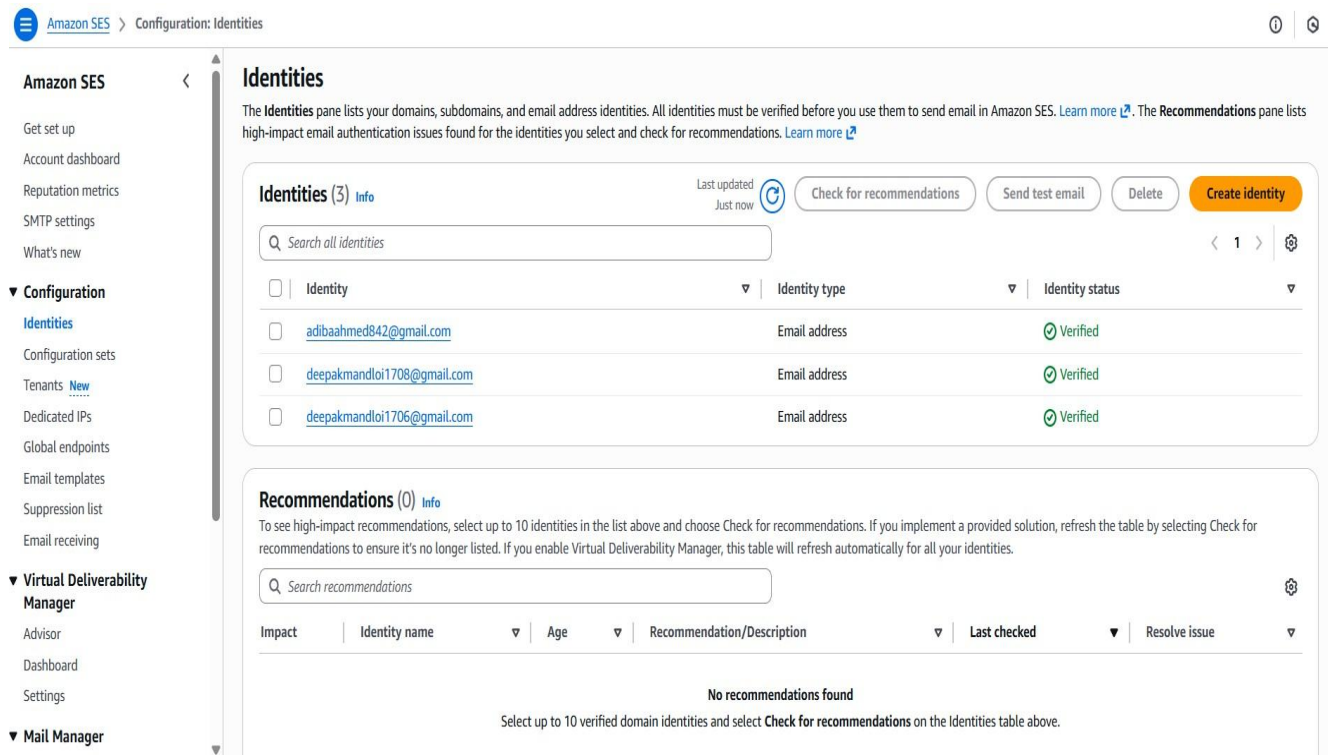 Amazon SES > Configuration: Identities
Amazon SES
Get set up
Account dashboard
Reputation metrics
SMTP settings
What's new
Configuration
Identities
Configuration sets
Tenants New
Dedicated IPs
Global endpoints
Email templates
Suppression list
Email receiving
Virtual Deliverability
Manager
Advisor
Dashboard
Settings
Mail Manager
Identities
The Identities pane lists your domains, subdomains, and email address identities. All identities must be verified before you use them to send email in Amazon SES. Learn more. The Recommendations pane lists
high-impact email authentication issues found for the identities you select and check for recommendations. Learn more
Identities (3) Info
Last updated
Just now
Check for recommendations
Send test email
Delete
Create identity
Search all identities
1
Identity Identity type Identity status
adibaahmed842@gmail.com Email address Verified
deepakmandloi1708@gmail.com Email address Verified
deepakmandloi1706@gmail.com Email address Verified
Recommendations (0) Info
To see high-impact recommendations, select up to 10 identities in the list above and choose Check for recommendations. If you implement a provided solution, refresh the table by selecting Check for
recommendations to ensure it's no longer listed. If you enable Virtual Deliverability Manager, this table will refresh automatically for all your identities.
Search recommendations
Impact Identity name Age Recommendation/Description Last checked Resolve issue
No recommendations found
Select up to 10 verified domain identities and select Check for recommendations on the Identities table above.